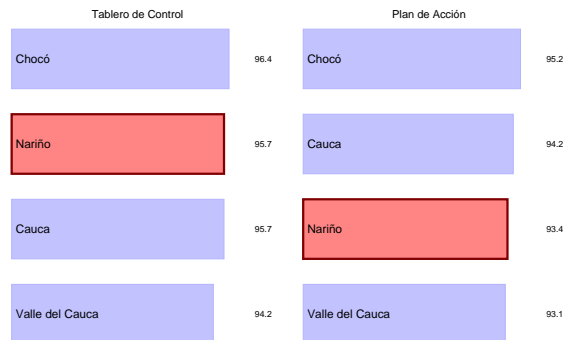 Tablero de Control
Plan de Acción
Chocó 96.4
Chocó 95.2
Nariño 95.7
Cauca 94.2
Cauca 95.7
Nariño 93.4
Valle del Cauca 94.2
Valle del Cauca 93.1